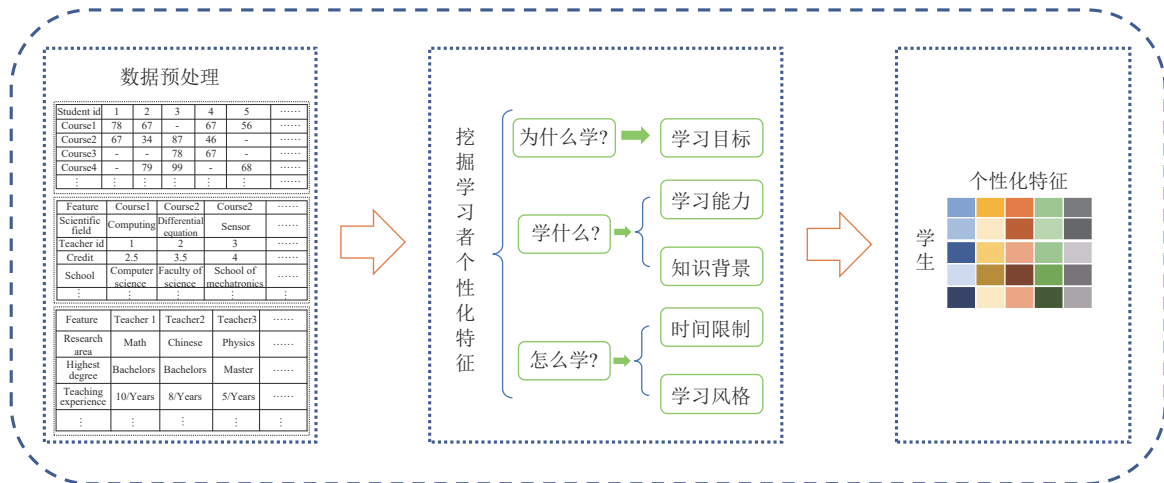 数据预处理
Student id 1 2 3 4 5 ……
Course1 78 67 - 67 56 ……
Course2 67 34 87 46 - ……
Course3 - - 78 67 - ……
Course4 - 79 99 - 68 ……
⋮ ⋮ ⋮ ⋮ ⋮ ⋮ ⋮
Feature Course1 Course2 Course2 ……
Scientific field Computing Differential equation Sensor ……
Teacher id 1 2 3 ……
Credit 2.5 3.5 4 ……
School Computer science Faculty of science School of mechatronics ……
⋮ ⋮ ⋮ ⋮ ⋮
Feature Teacher 1 Teacher2 Teacher3 ……
Research area Math Chinese Physics ……
Highest degree Bachelors Bachelors Master ……
Teaching experience 10/Years 8/Years 5/Years ……
⋮ ⋮ ⋮ ⋮ ⋮
挖掘学习者个性化特征
为什么学?
学习目标
学什么?
学习能力
知识背景
怎么学?
时间限制
学习风格
个性化特征
学生